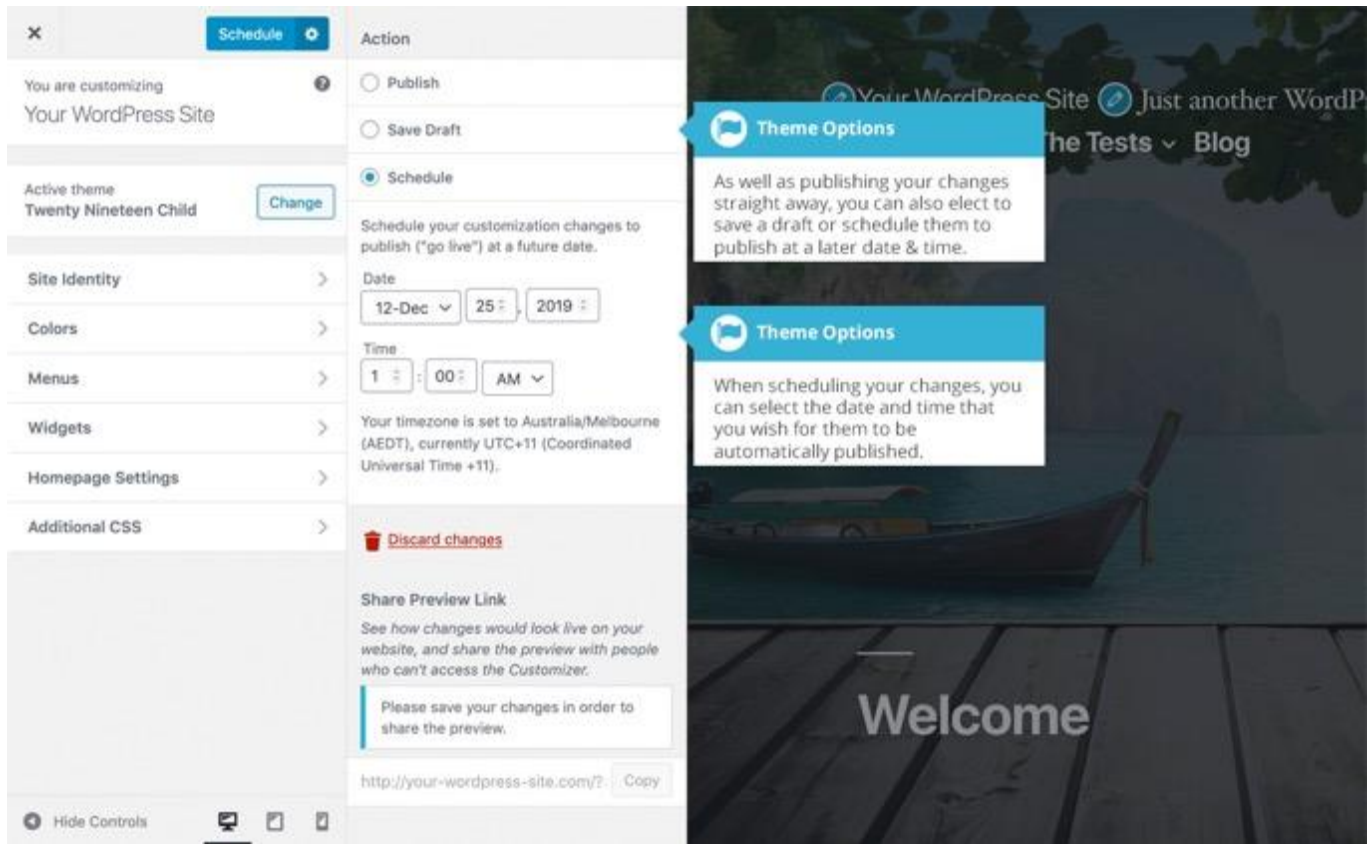 Schedule
You are customizing
Your WordPress Site
Active theme
Twenty Nineteen Child
Change
Site Identity
Colors
Menus
Widgets
Homepage Settings
Additional CSS
Hide Controls
Action
Publish
Save Draft
Schedule
Schedule your customization changes to
publish ("go live") at a future date.
Date
12-Dec 25 , 2019
Time
1 : 00 AM
Your timezone is set to Australia/Melbourne
(AEDT), currently UTC+11 (Coordinated
Universal Time +11).
Discard changes
Share Preview Link
See how changes would look live on your
website, and share the preview with people
who can't access the Customizer.
Please save your changes in order to
share the preview.
http://your-wordpress-site.com/? Copy
Your WordPress Site Just another WordP
he Tests Blog
Theme Options
As well as publishing your changes
straight away, you can also elect to
save a draft or schedule them to
publish at a later date & time.
Theme Options
When scheduling your changes, you
can select the date and time that
you wish for them to be
automatically published.
Welcome